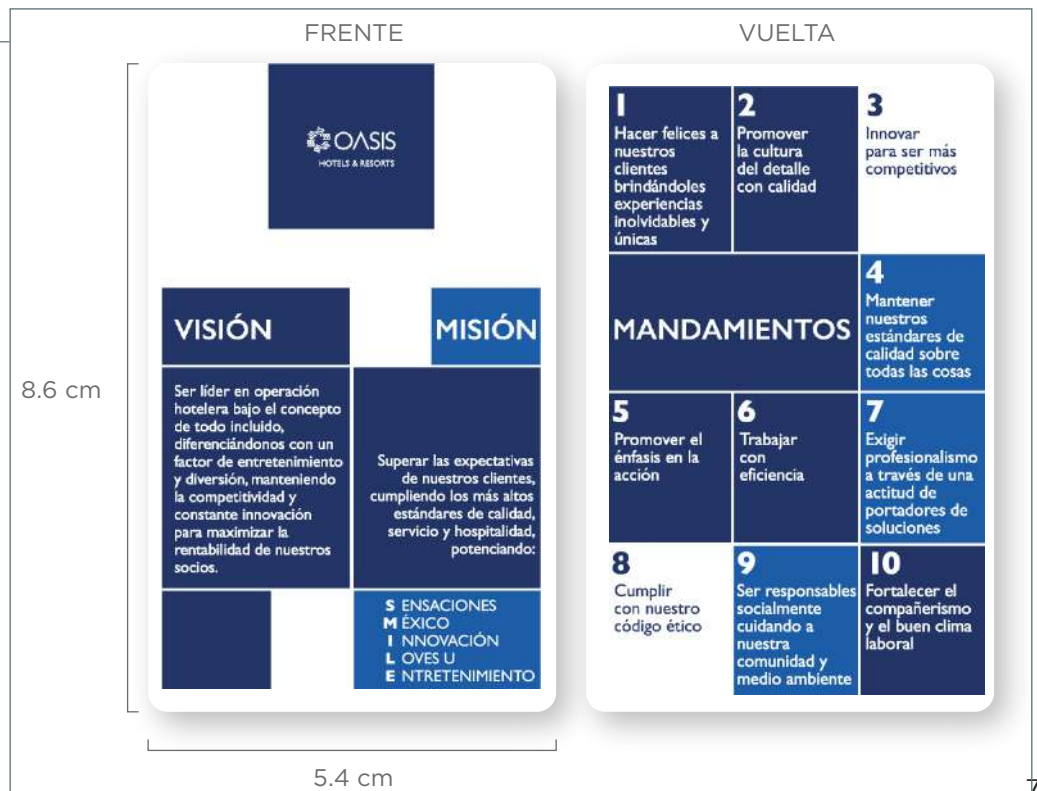 FRENTE
8.6 cm
OASIS
HOTELS & RESORTS
VISIÓN
Ser líder en operación
hotelera bajo el concepto
de todo incluido,
diferenciándonos con un
factor de entretenimiento
y diversión, manteniendo
la competitividad y
constante innovación
para maximizar la
rentabilidad de nuestros
socios.
MISIÓN
Superar las expectativas
de nuestros clientes,
cumpliendo los más altos
estándares de calidad,
servicio y hospitalidad,
potenciando:
S ENSACIONES
M ÉXICO
I NNOVACIÓN
L OVES U
E NTRETENIMIENTO
5.4 cm
VUELTA
1
Hacer felices a
nuestros
clientes
brindándoles
experiencias
inolvidables y
únicas
2
Promover
la cultura
del detalle
con calidad
3
Innovar
para ser más
competitivos
MANDAMIENTOS
4
Mantener
nuestros
estándares de
calidad sobre
todas las cosas
5
Promover el
énfasis en la
acción
6
Trabajar
con
eficiencia
7
Exigir
profesionalismo
a través de una
actitud de
portadores de
soluciones
8
Cumplir
con nuestro
código ético
9
Ser responsables
socialmente
cuidando a
nuestra
comunidad y
medio ambiente
10
Fortalecer el
compañerismo
y el buen clima
laboral